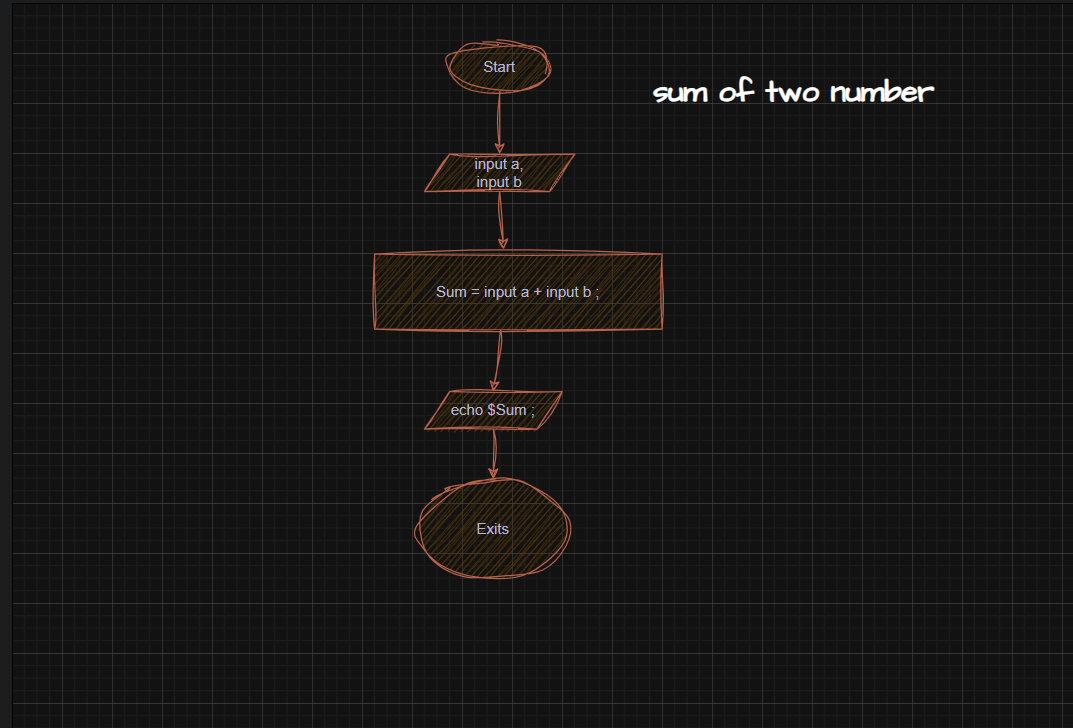 Start
sum of two number
input a,
input b
Sum = input a + input b ;
echo $Sum ;
Exits